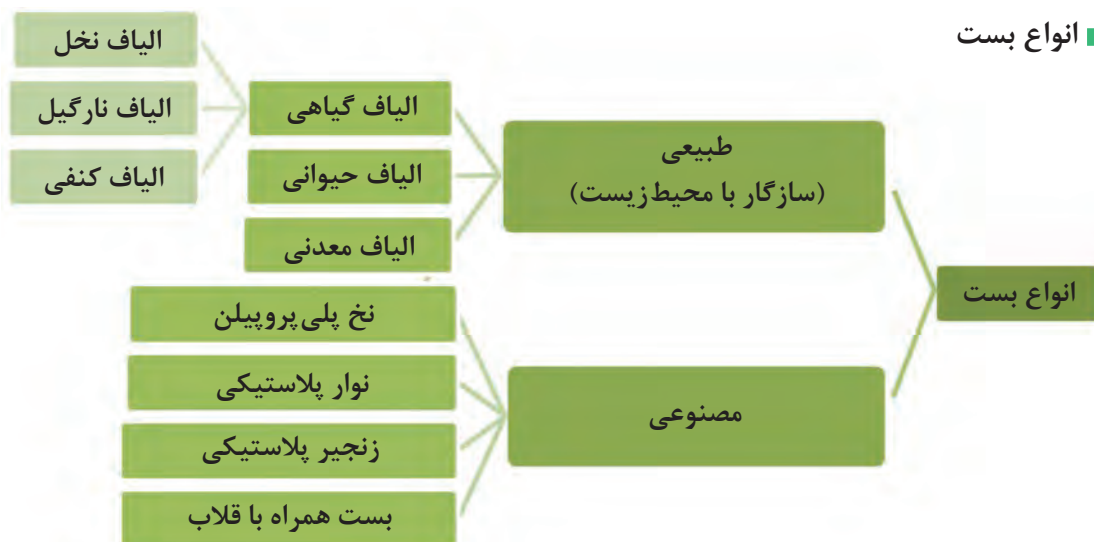 انواع بست
انواع بست
طبیعی
(سازگار با محیط‌زیست)
الیاف گیاهی
الیاف نخل
الیاف نارگیل
الیاف کنفی
الیاف حیوانی
الیاف معدنی
مصنوعی
نخ پلی‌پروپیلن
نوار پلاستیکی
زنجیر پلاستیکی
بست همراه با قلاب